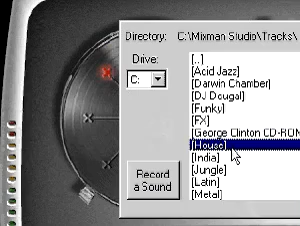 Directory: C:\Mixman Studio\Tracks\
Drive:
C:
[..]
[Acid Jazz]
[Darwin Chamber]
[DJ Dougal]
[Funky]
[FX]
[George Clinton CD-ROM
[House]
[India]
[Jungle]
[Latin]
[Metal]
Record
a Sound